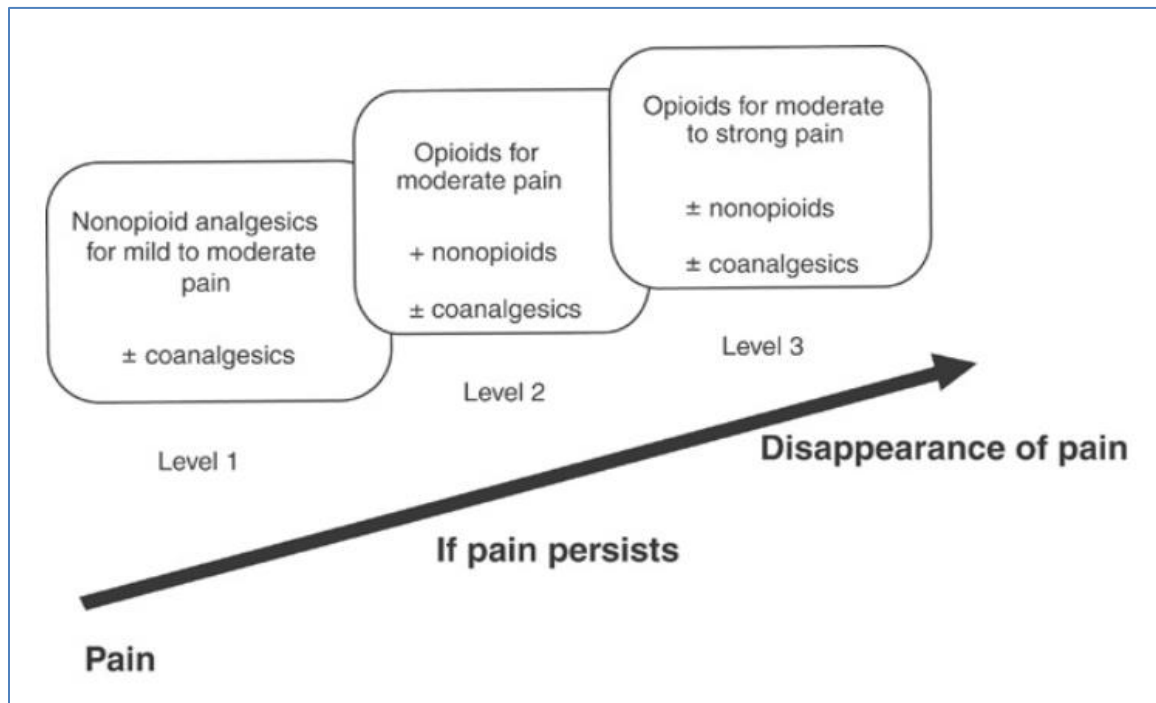 Nonopioid analgesics
for mild to moderate
pain
± coanalgesics
Level 1
Opioids for
moderate pain
+ nonopioids
± coanalgesics
Level 2
Opioids for moderate
to strong pain
± nonopioids
± coanalgesics
Level 3
Pain
If pain persists
Disappearance of pain